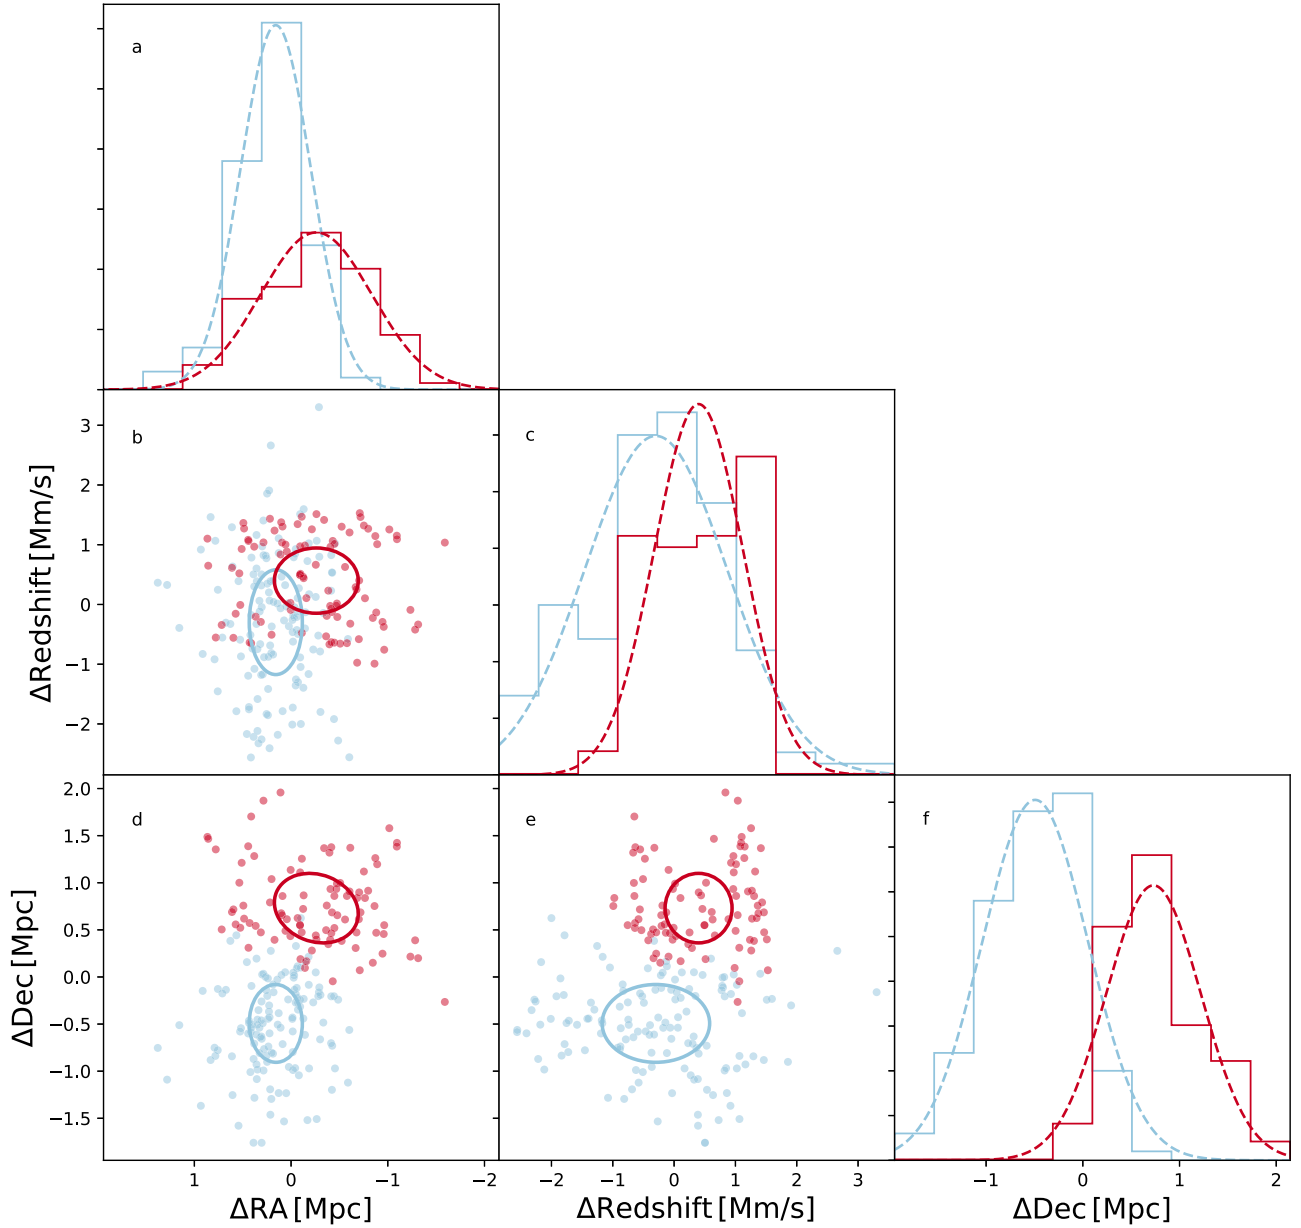 a
b
c
3
2
1
0
−1
−2
ΔRedshift [Mm/s]
d
e
f
2.0
1.5
1.0
0.5
0.0
−0.5
−1.0
−1.5
ΔDec [Mpc]
1 0 −1 −2
−2 −1 0 1 2 3
−1 0 1 2
ΔRA [Mpc]
ΔRedshift [Mm/s]
ΔDec [Mpc]